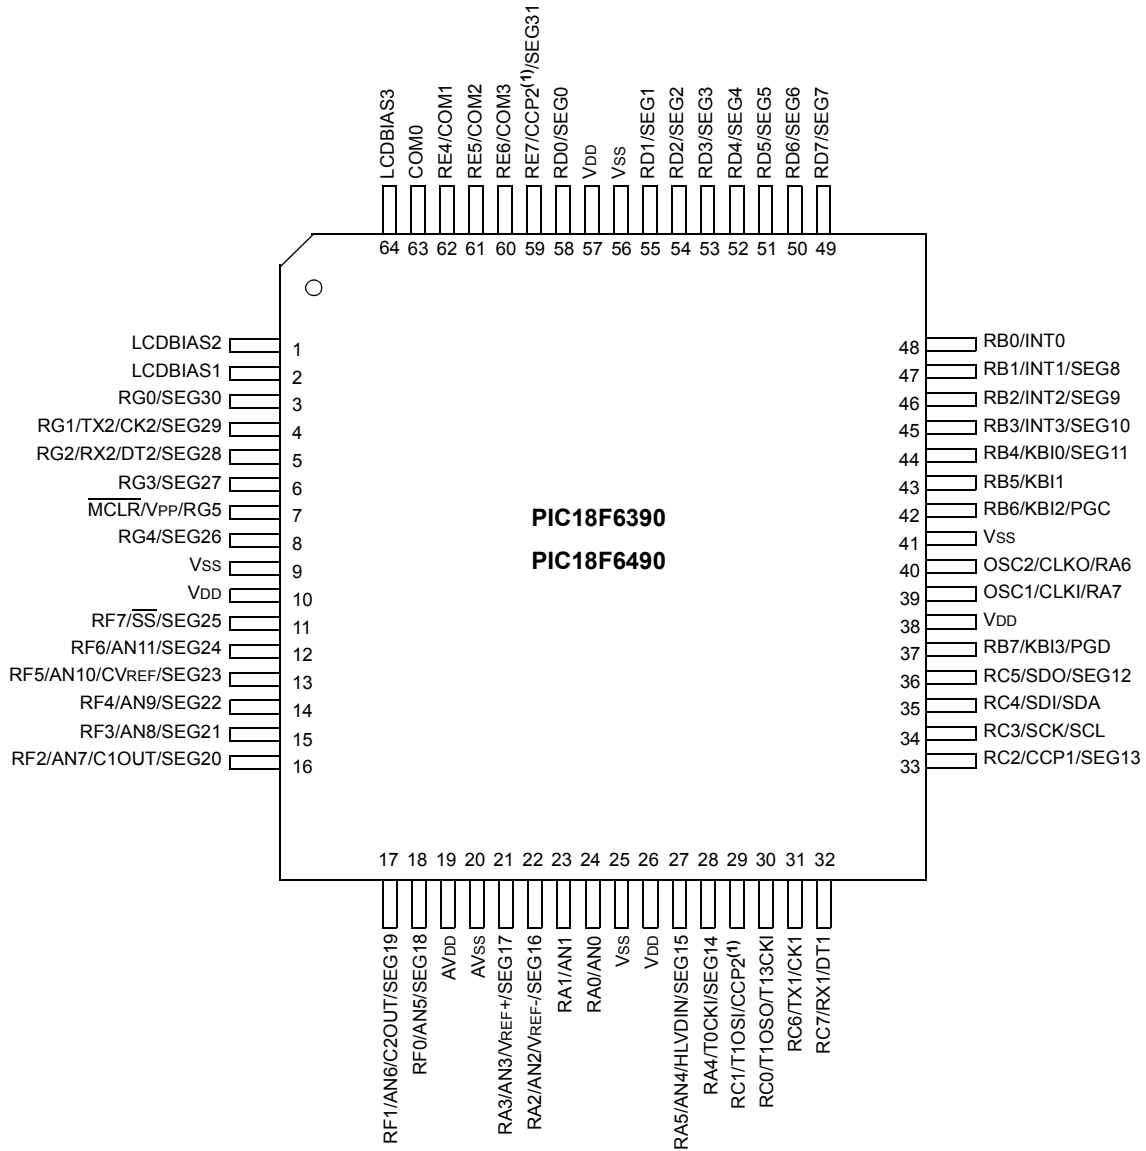 LCDBIAS3
COM0
RE4/COM1
RE5/COM2
RE6/COM3
RE7/CCP2(1)/SEG31
RD0/SEG0
VDD
VSS
RD1/SEG1
RD2/SEG2
RD3/SEG3
RD4/SEG4
RD5/SEG5
RD6/SEG6
RD7/SEG7
64 63 62 61 60 59 58 57 56 55 54 53 52 51 50 49
LCDBIAS2 1
LCDBIAS1 2
RG0/SEG30 3
RG1/TX2/CK2/SEG29 4
RG2/RX2/DT2/SEG28 5
RG3/SEG27 6
MCLR/VPP/RG5 7
RG4/SEG26 8
VSS 9
VDD 10
RF7/SS/SEG25 11
RF6/AN11/SEG24 12
RF5/AN10/CVREF/SEG23 13
RF4/AN9/SEG22 14
RF3/AN8/SEG21 15
RF2/AN7/C1OUT/SEG20 16
PIC18F6390
PIC18F6490
48 RB0/INT0
47 RB1/INT1/SEG8
46 RB2/INT2/SEG9
45 RB3/INT3/SEG10
44 RB4/KBI0/SEG11
43 RB5/KBI1
42 RB6/KBI2/PGC
41 VSS
40 OSC2/CLKO/RA6
39 OSC1/CLKI/RA7
38 VDD
37 RB7/KBI3/PGD
36 RC5/SDO/SEG12
35 RC4/SDI/SDA
34 RC3/SCK/SCL
33 RC2/CCP1/SEG13
17 18 19 20 21 22 23 24 25 26 27 28 29 30 31 32
RF1/AN6/C2OUT/SEG19
RF0/AN5/SEG18
AVDD
AVSS
RA3/AN3/VREF+/SEG17
RA2/AN2/VREF-/SEG16
RA1/AN1
RA0/AN0
VSS
VDD
RA5/AN4/HLVDIN/SEG15
RA4/T0CKI/SEG14
RC1/T1OSI/CCP2(1)
RC0/T1OSO/T13CKI
RC6/TX1/CK1
RC7/RX1/DT1